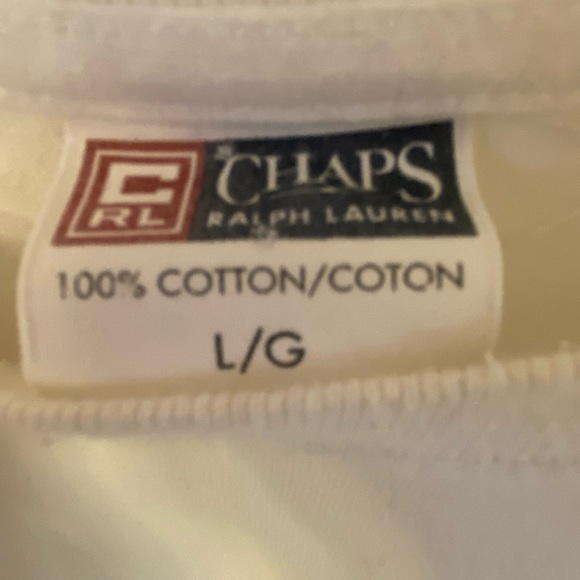 C
RL
CHAPS
RALPH LAUREN
100% COTTON/COTON
L/G